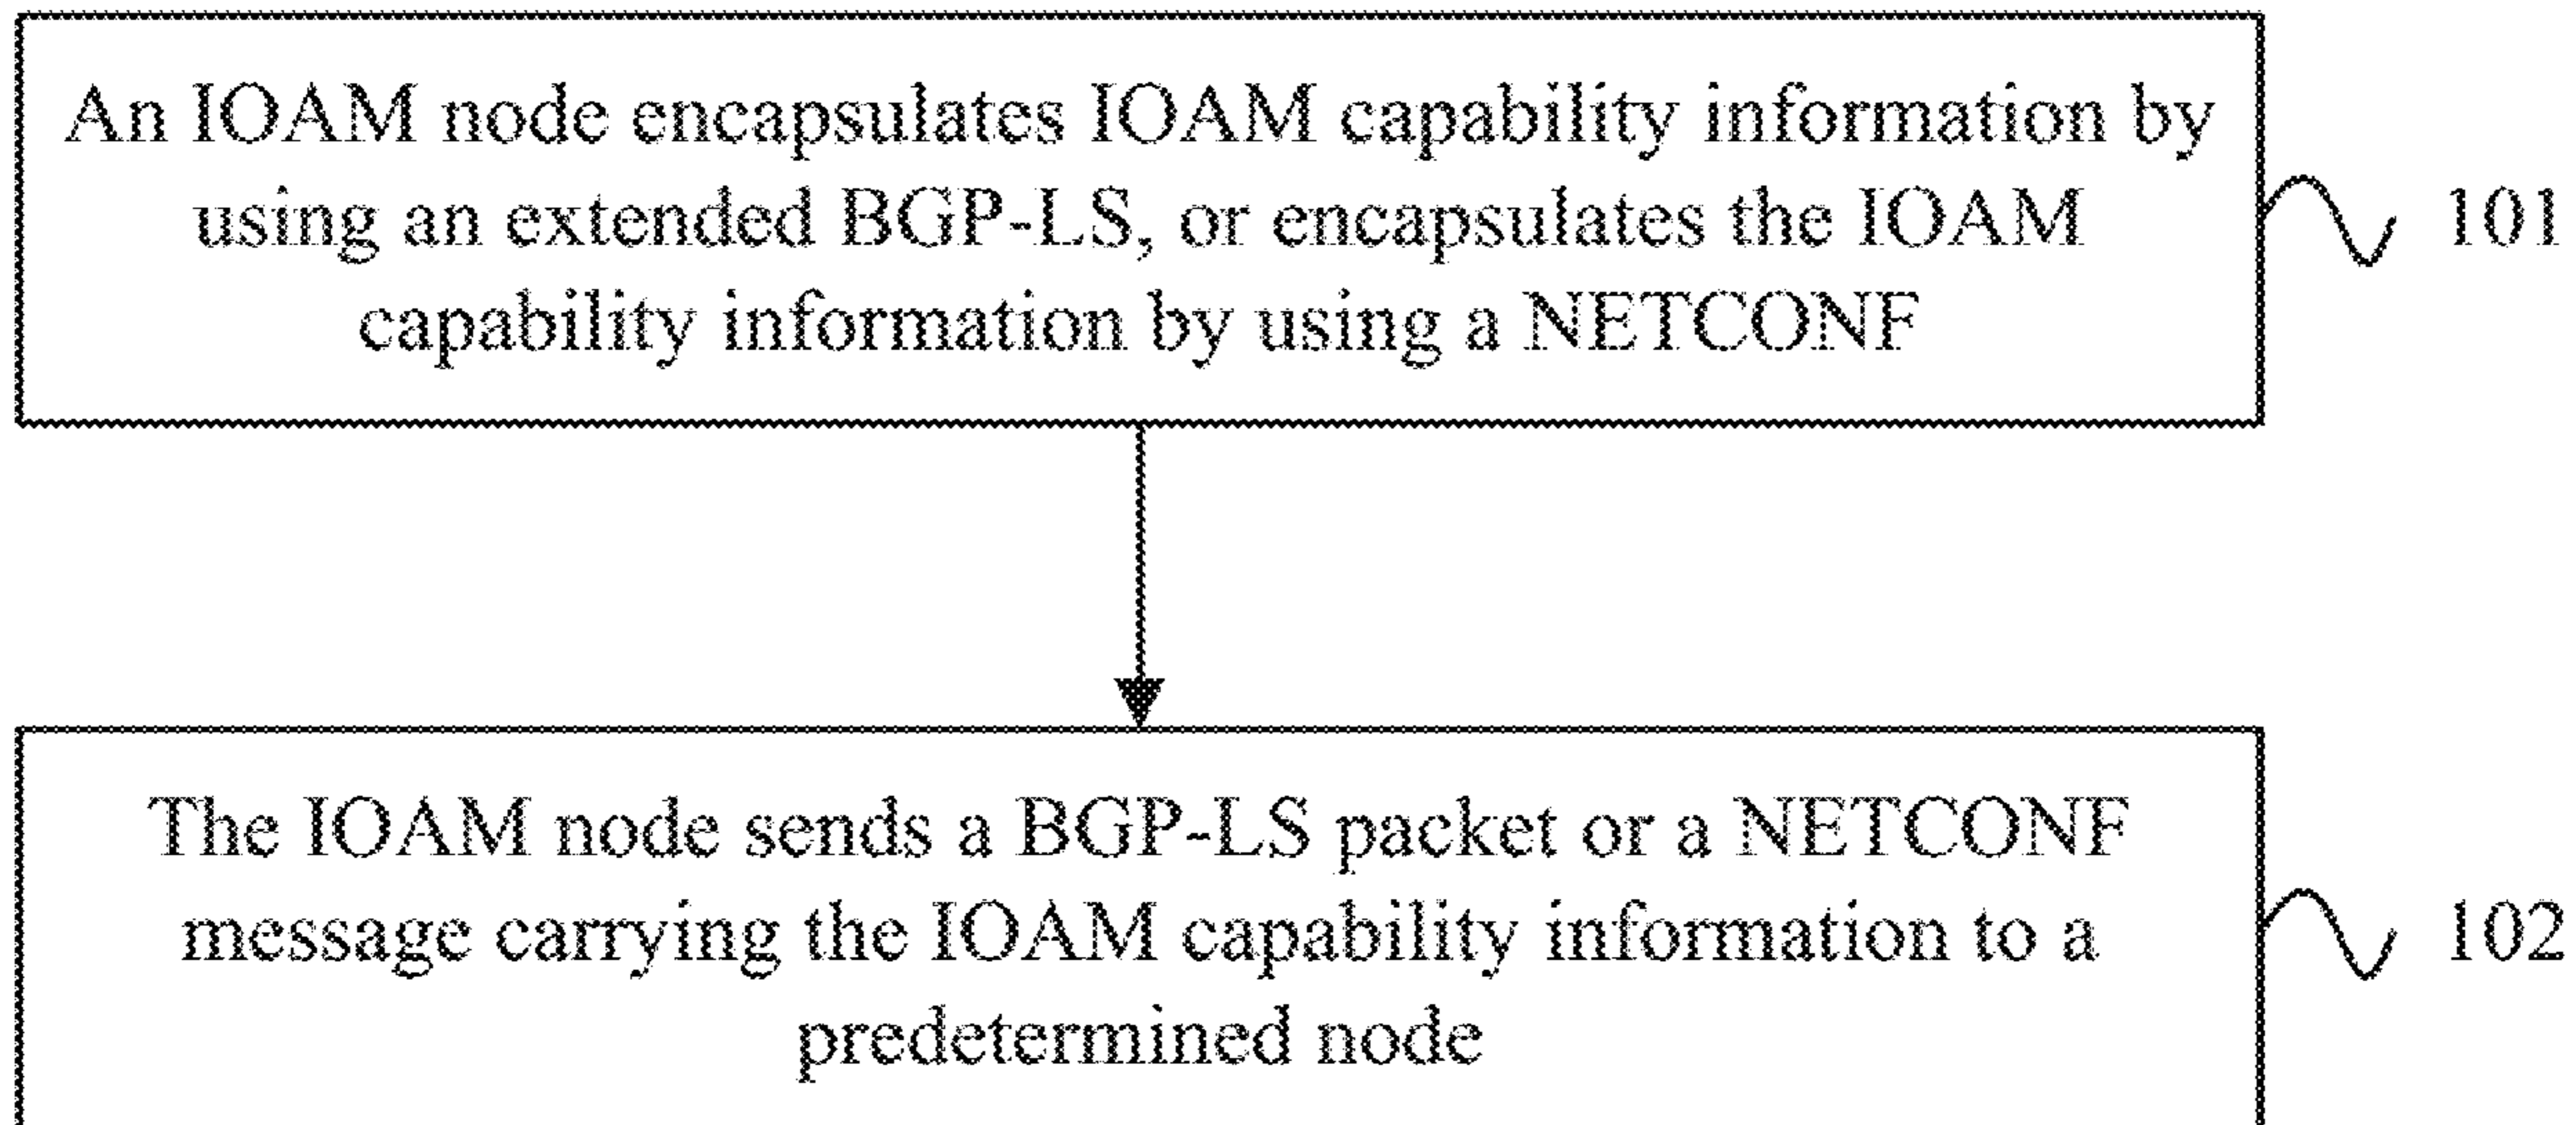 An IOAM node encapsulates IOAM capability information by
using an extended BGP-LS, or encapsulates the IOAM
capability information by using a NETCONF
101
The IOAM node sends a BGP-LS packet or a NETCONF
message carrying the IOAM capability information to a
predetermined node
102